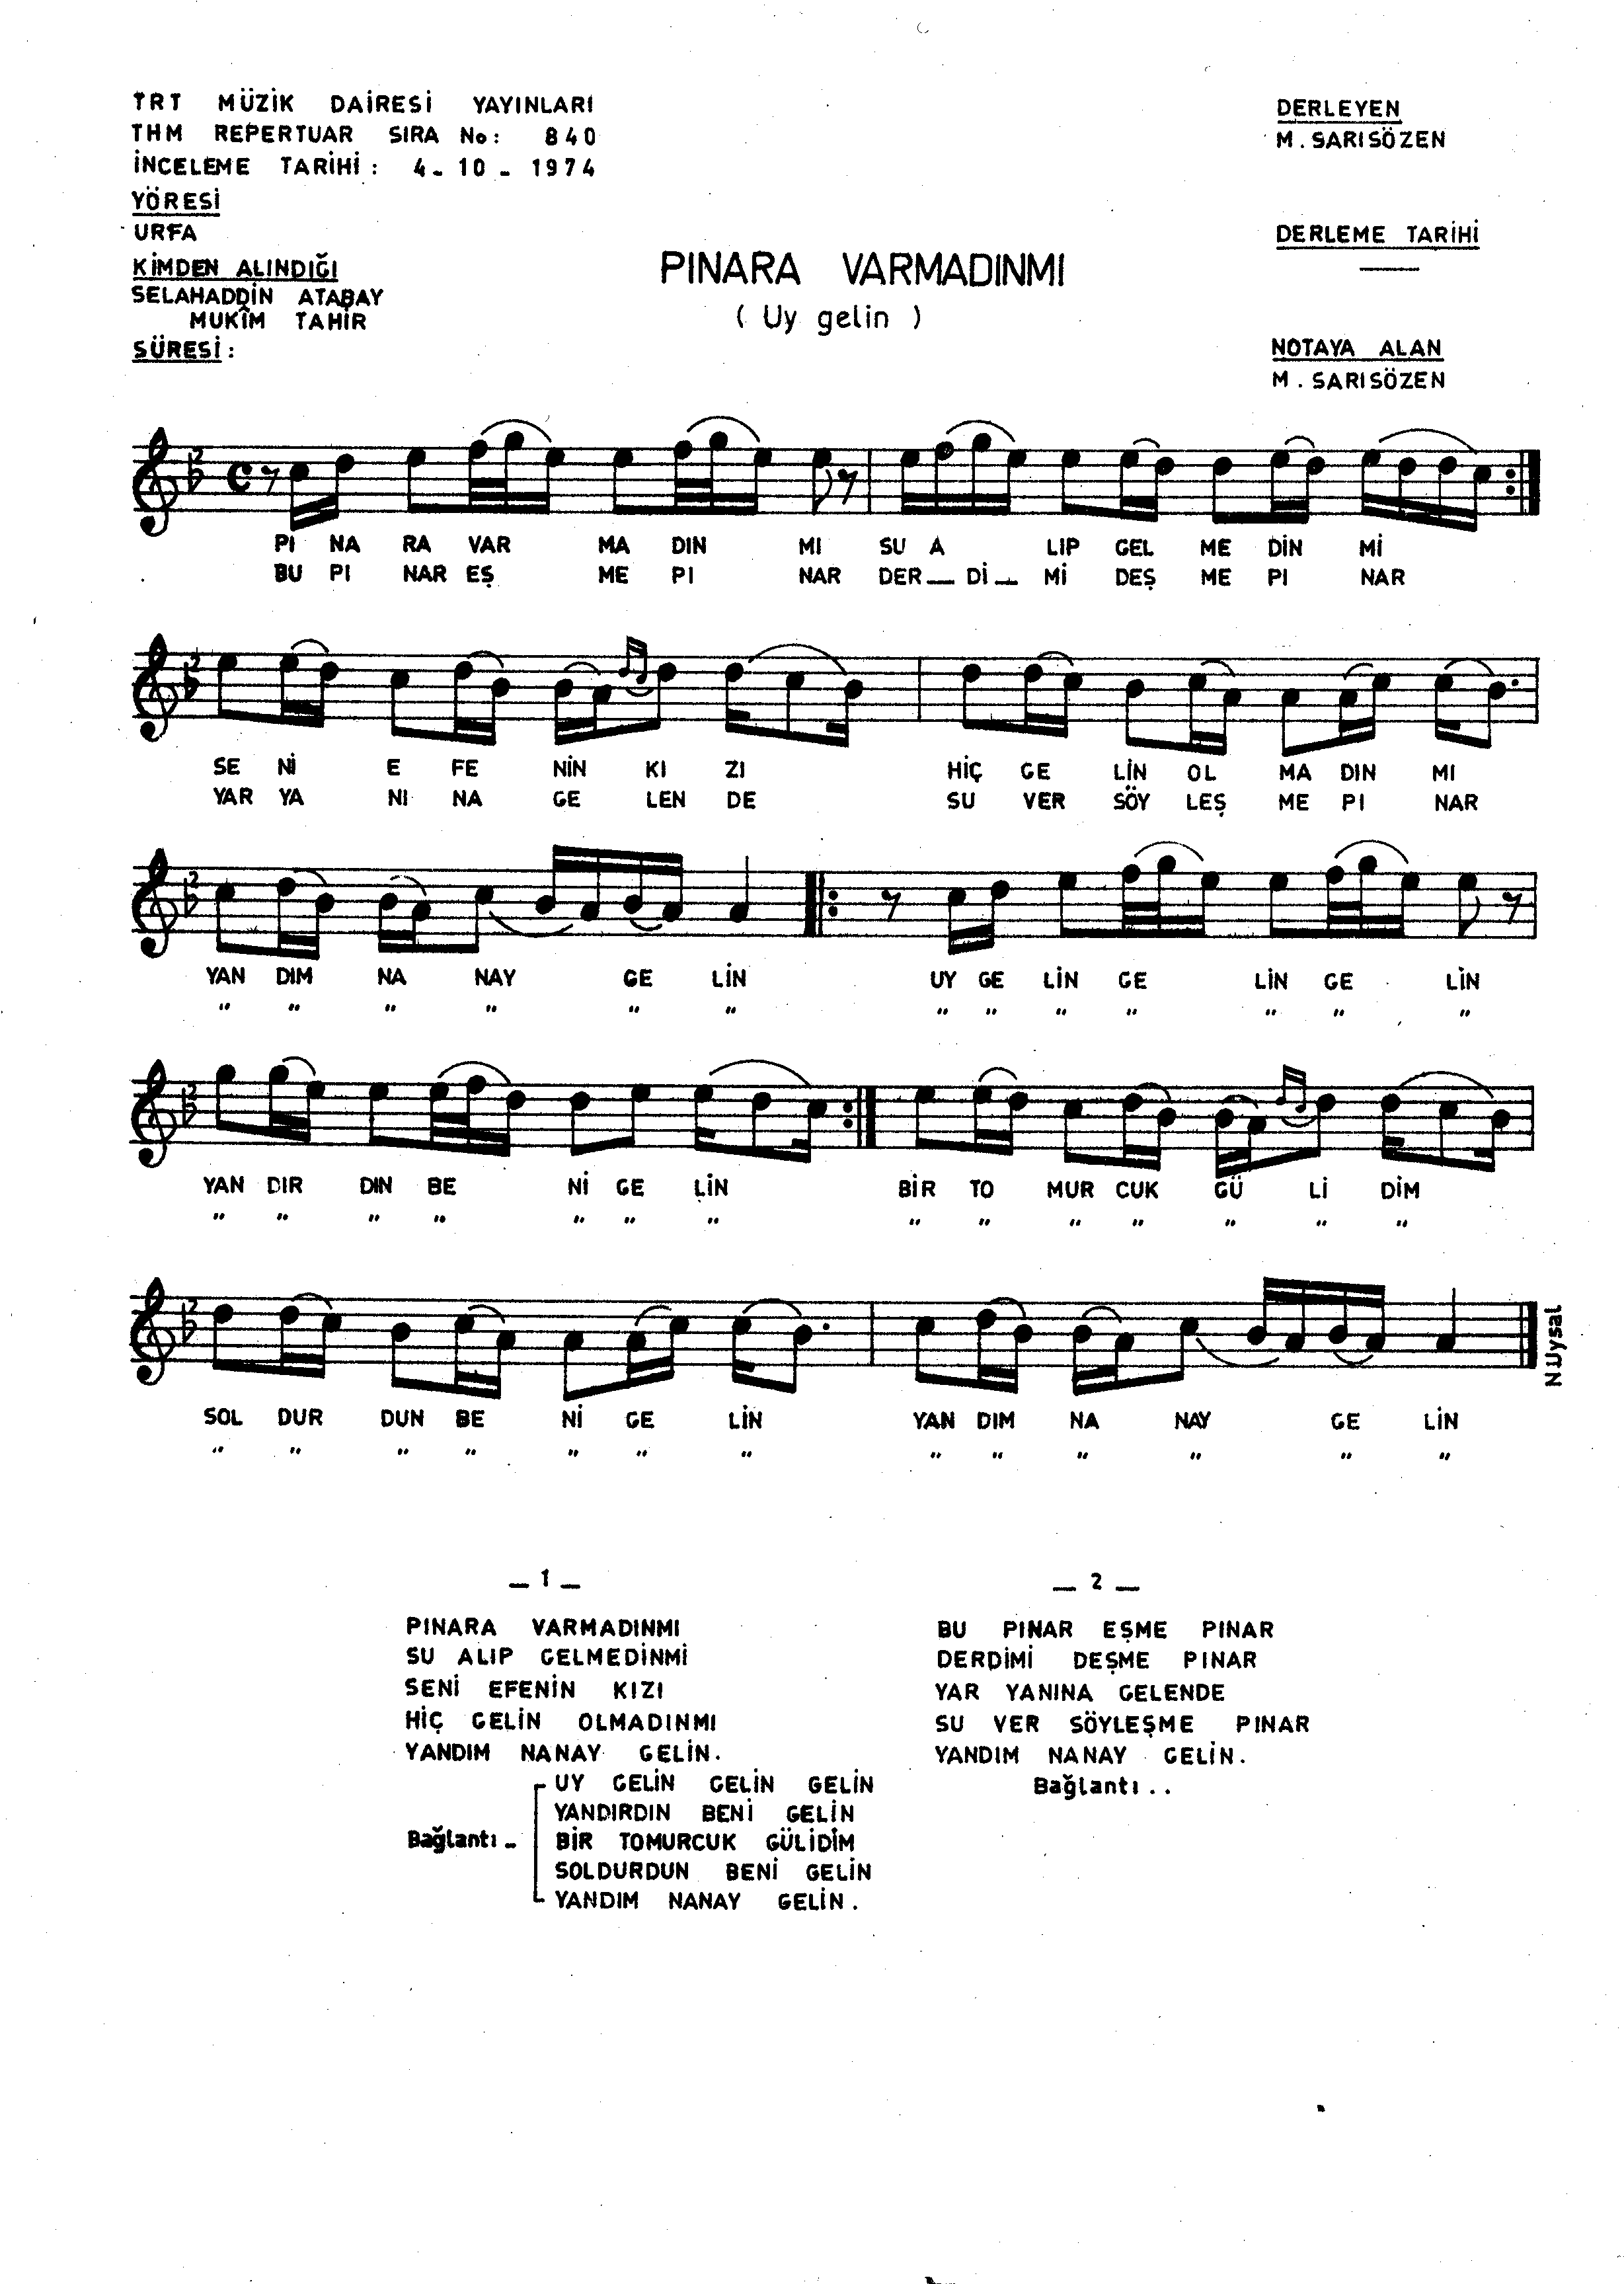 TRT MÜZİK DAİRESİ YAYINLARI
THM REPERTUAR SIRA No: 840
İNCELEME TARİHİ: 4-10-1974
YÖRESİ
URFA
KİMDEN ALINDIĞI
SELAHADDİN ATABAY
MUKİM TAHİR
SÜRESİ:
PINARA VARMADINMI
( Uy gelin )
DERLEYEN
M. SARISÖZEN
DERLEME TARİHİ
NOTAYA ALAN
M. SARISÖZEN
PI NA RA VAR MA DIN MI SU A LIP GEL ME DİN Mİ
BU PI NAR EŞ ME PI NAR DER_ Dİ_ Mİ DEŞ ME PI NAR
SE Nİ E FE NİN KI ZI HİÇ GE LİN OL MA DIN MI
YAR YA NI NA GE LEN DE SU VER SÖY LEŞ ME PI NAR
YAN DIM NA NAY GE LİN UY GE LİN GE LİN GE LİN
" " " " " " " " " " " " "
YAN DIR DIN BE Nİ GE LİN BİR TO MUR CUK GÜ Lİ DİM
" " " " " " " " " " " " " "
SOL DUR DUN BE Nİ GE LİN YAN DIM NA NAY GE LİN
" " " " " " " " " " " " "
N.Uysal
_ 1 _
PINARA VARMADINMI
SU ALIP GELMEDİNMİ
SENİ EFENİN KIZI
HİÇ GELİN OLMADINMI
YANDIM NANAY GELİN.
UY GELİN GELİN GELİN
YANDIRDIN BENİ GELİN
Bağlantı _ BİR TOMURCUK GÜLİDİM
SOLDURDUN BENİ GELİN
YANDIM NANAY GELİN.
_ 2 _
BU PINAR EŞME PINAR
DERDİMİ DEŞME PINAR
YAR YANINA GELENDE
SU VER SÖYLEŞME PINAR
YANDIM NANAY GELİN.
Bağlantı..